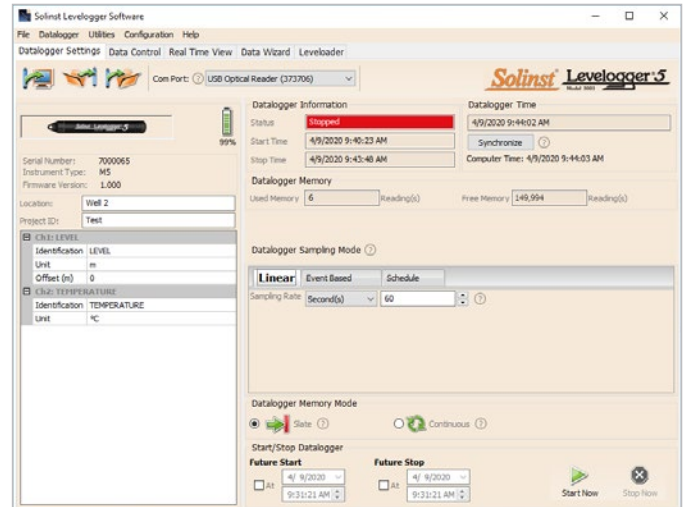 Solinst Levelogger Software
File Datalogger Utilities Configuration Help
Datalogger Settings Data Control Real Time View Data Wizard Leveloader
Com Port: USB Optical Reader (373706)
Solinst Levelogger 5
99%
Serial Number: 7000065
Instrument Type: M5
Firmware Version: 1.000
Location: Well 2
Project ID: Test
Ch1: LEVEL
Identification LEVEL
Unit m
Offset (m) 0
Ch2: TEMPERATURE
Identification TEMPERATURE
Unit ºC
Datalogger Information
Status Stopped
Start Time 4/9/2020 9:40:23 AM
Stop Time 4/9/2020 9:43:48 AM
Datalogger Time
4/9/2020 9:44:02 AM
Synchronize
Computer Time: 4/9/2020 9:44:03 AM
Datalogger Memory
Used Memory 6 Reading(s) Free Memory 149,994 Reading(s)
Datalogger Sampling Mode
Linear Event Based Schedule
Sampling Rate Second(s) 60
Datalogger Memory Mode
Slate Continuous
Start/Stop Datalogger
Future Start Future Stop
At 4/ 9/2020 At 4/ 9/2020
9:31:21 AM 9:31:21 AM
Start Now Stop Now